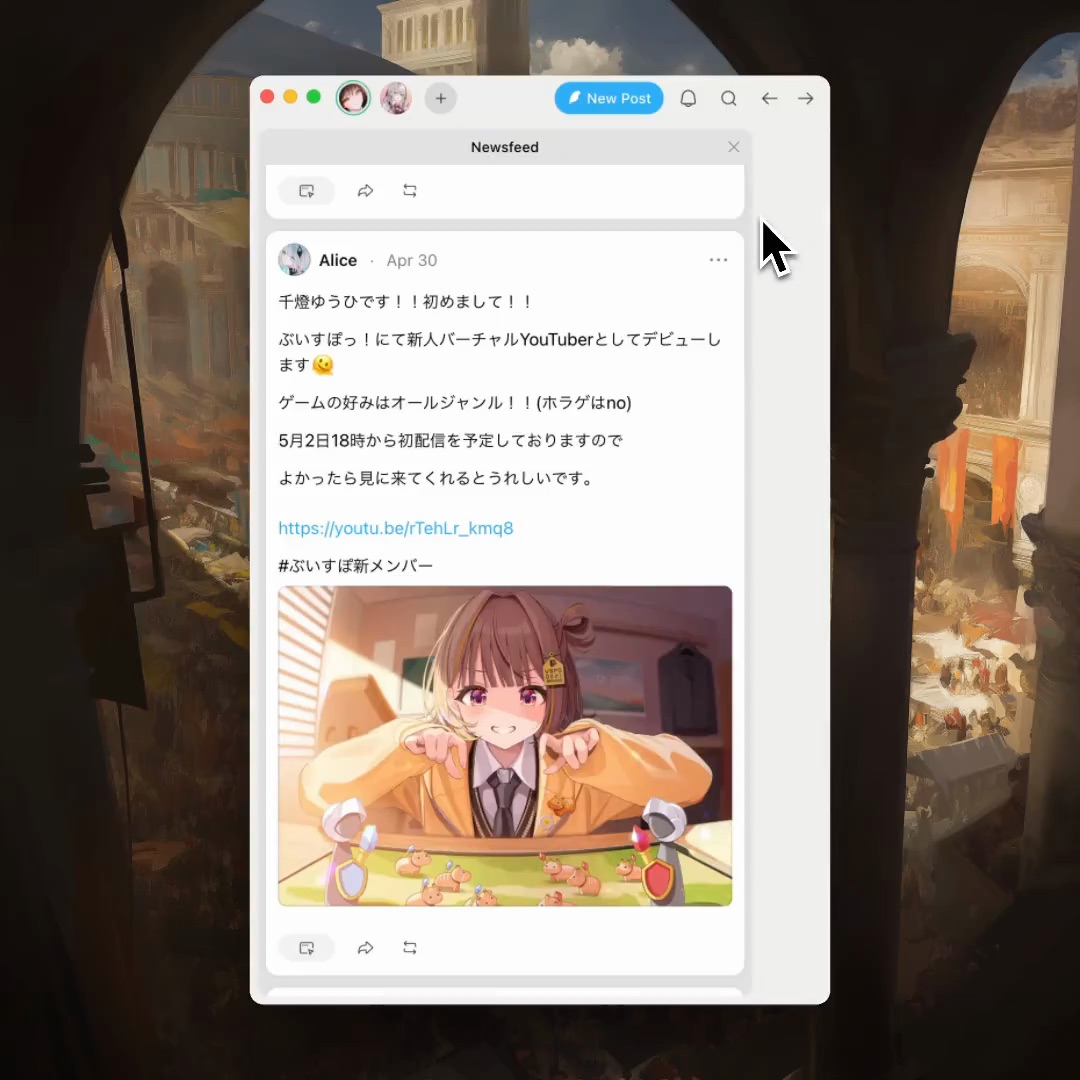 New Post
Newsfeed
Alice · Apr 30
千燈ゆうひです！！初めまして！！
ぶいすぽっ！にて新人バーチャルYouTuberとしてデビューし
ます🫠
ゲームの好みはオールジャンル！！(ホラゲはno)
5月2日18時から初配信を予定しておりますので
よかったら見に来てくれるとうれしいです。
https://youtu.be/rTehLr_kmq8
#ぶいすぽ新メンバー